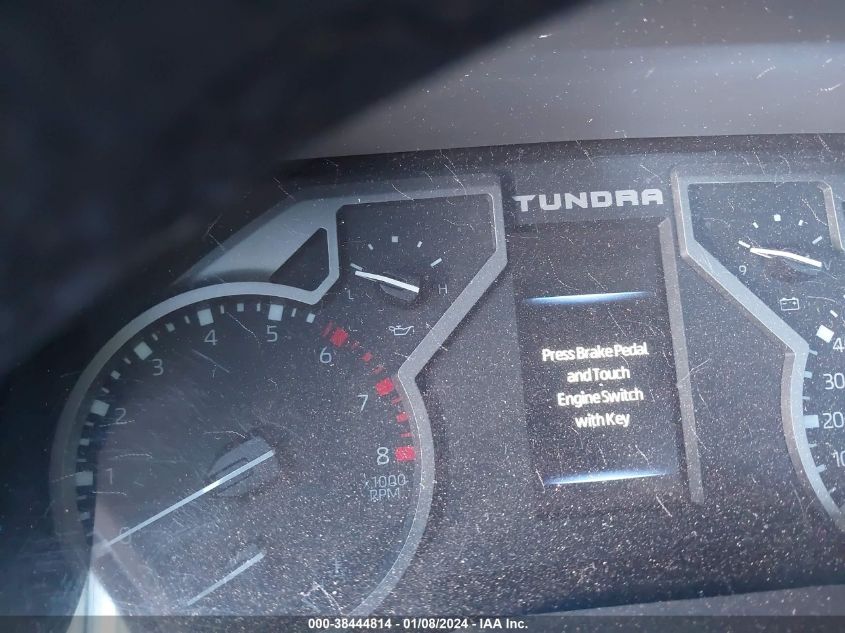 TUNDRA
L
H
9
1
2
3
4
5
6
7
8
0
x1000
RPM
Press Brake Pedal
and Touch
Engine Switch
with Key
30
20
10
000-38444814 - 01/08/2024 - IAA Inc.